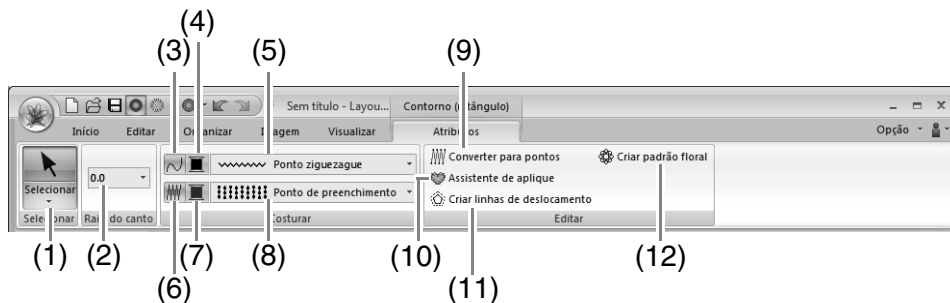 (4)
(3) (5) (9)
Sem título - Layou... Contorno (retângulo)
Início Editar Organizar Imagem Visualizar Atributos Opção
Selecionar 0.0 Ponto ziguezague Converter para pontos Criar padrão floral
Ponto de preenchimento Assistente de aplique
Criar linhas de deslocamento
Selecionar Raio do canto Costurar Editar
(1) (2) (7) (8) (10) (12)
(6) (11)